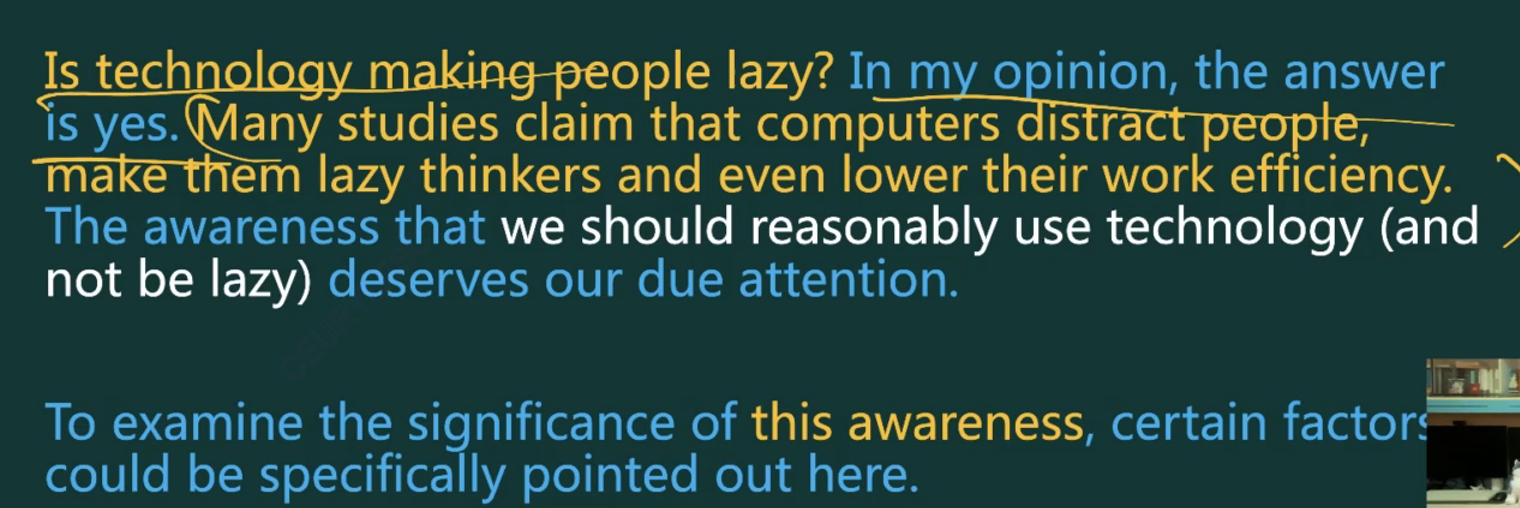 Is technology making people lazy? In my opinion, the answer
is yes. Many studies claim that computers distract people,
make them lazy thinkers and even lower their work efficiency.
The awareness that we should reasonably use technology (and
not be lazy) deserves our due attention.
To examine the significance of this awareness, certain factors
could be specifically pointed out here.